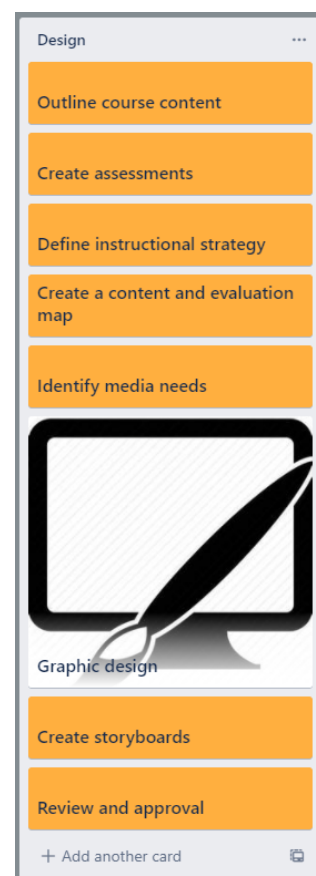 Design
Outline course content
Create assessments
Define instructional strategy
Create a content and evaluation
map
Identify media needs
Graphic design
Create storyboards
Review and approval
+ Add another card